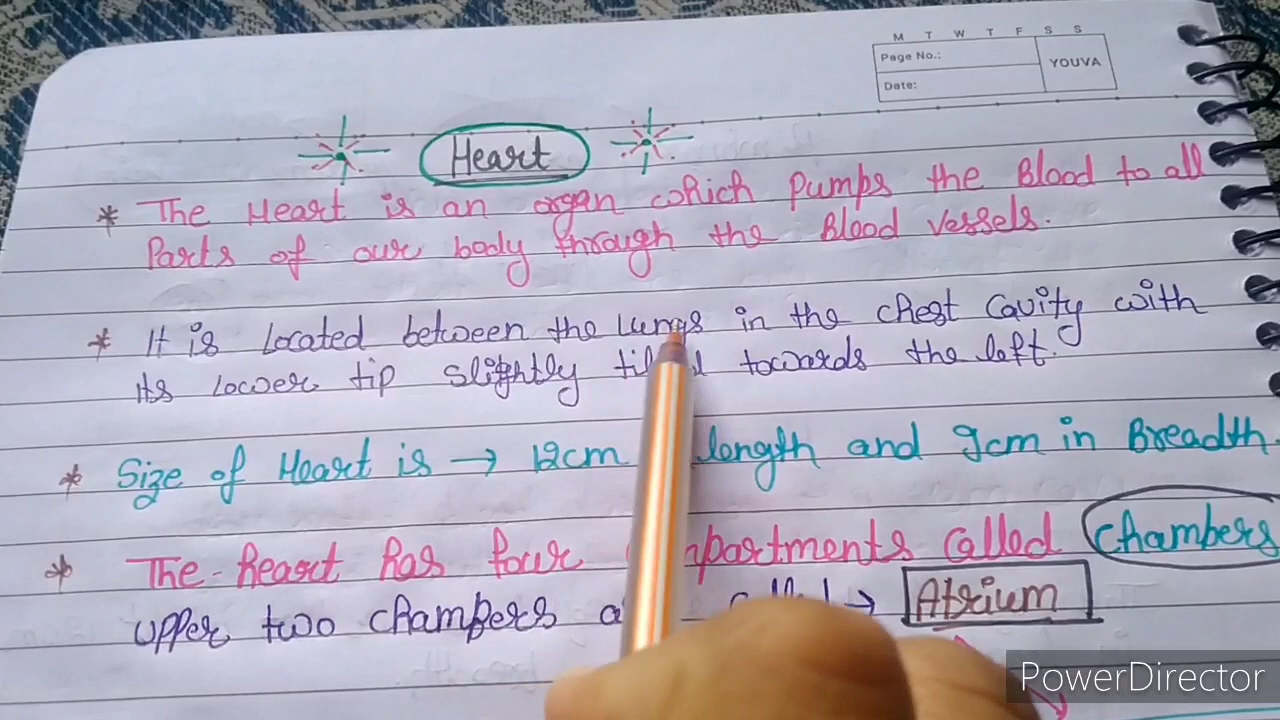 M T W T F S S
Page No.:
YOUVA
Date:
Heart
* The Heart is an organ which Pumps the Blood to all
Parts of our body through the Blood Vessels.
* It is Located between the Lungs in the Chest Cavity with
its Lower tip slightly towards the left.
* Size of Heart is → 12cm length and 9cm in Breadth.
* The Heart has four called Chambers
upper two Chambers → Atrium
PowerDirector